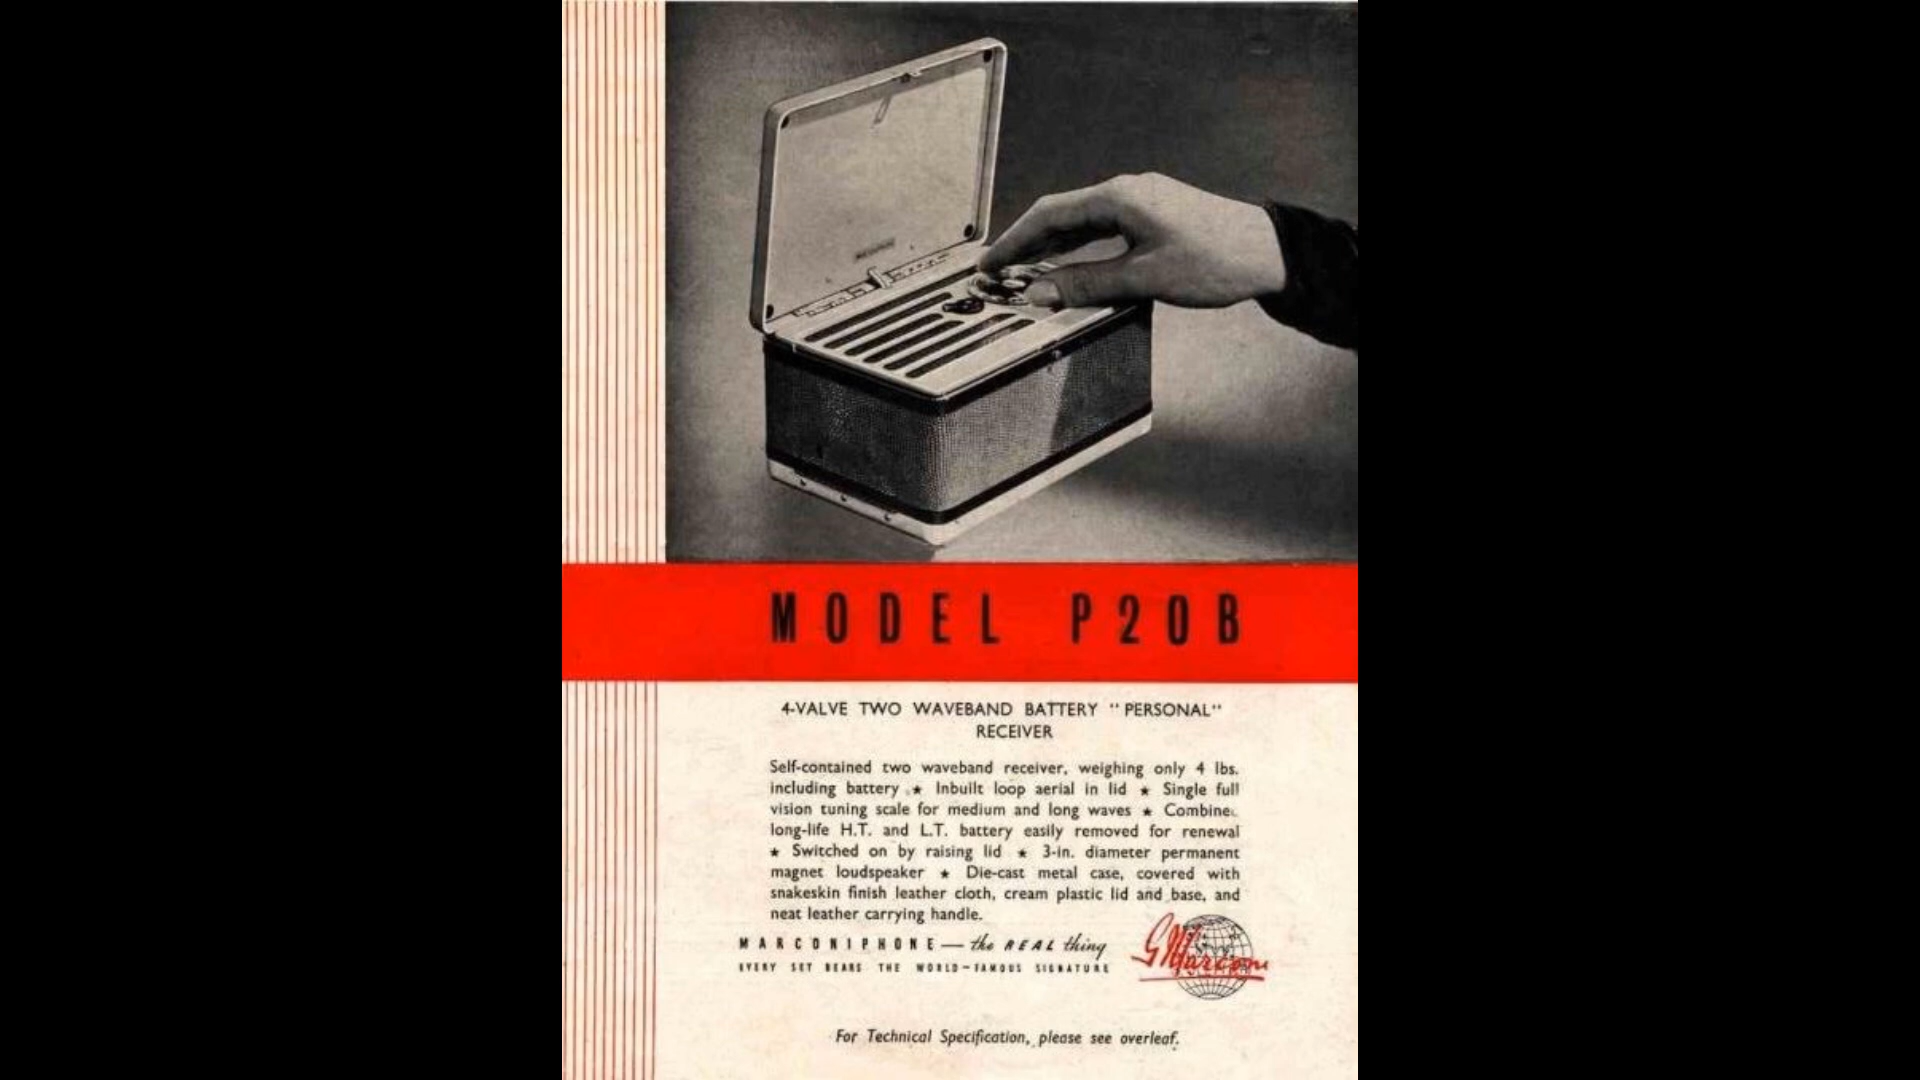 MODEL P20B
4-VALVE TWO WAVEBAND BATTERY "PERSONAL"
RECEIVER
Self-contained two waveband receiver, weighing only 4 lbs.
including battery ★ Inbuilt loop aerial in lid ★ Single full
vision tuning scale for medium and long waves ★ Combine
long-life H.T. and L.T. battery easily removed for renewal
★ Switched on by raising lid ★ 3-in. diameter permanent
magnet loudspeaker ★ Die-cast metal case, covered with
snakeskin finish leather cloth, cream plastic lid and base, and
neat leather carrying handle.
MARCONIPHONE — the REAL thing
EVERY SET BEARS THE WORLD-FAMOUS SIGNATURE
G Marconi
For Technical Specification, please see overleaf.